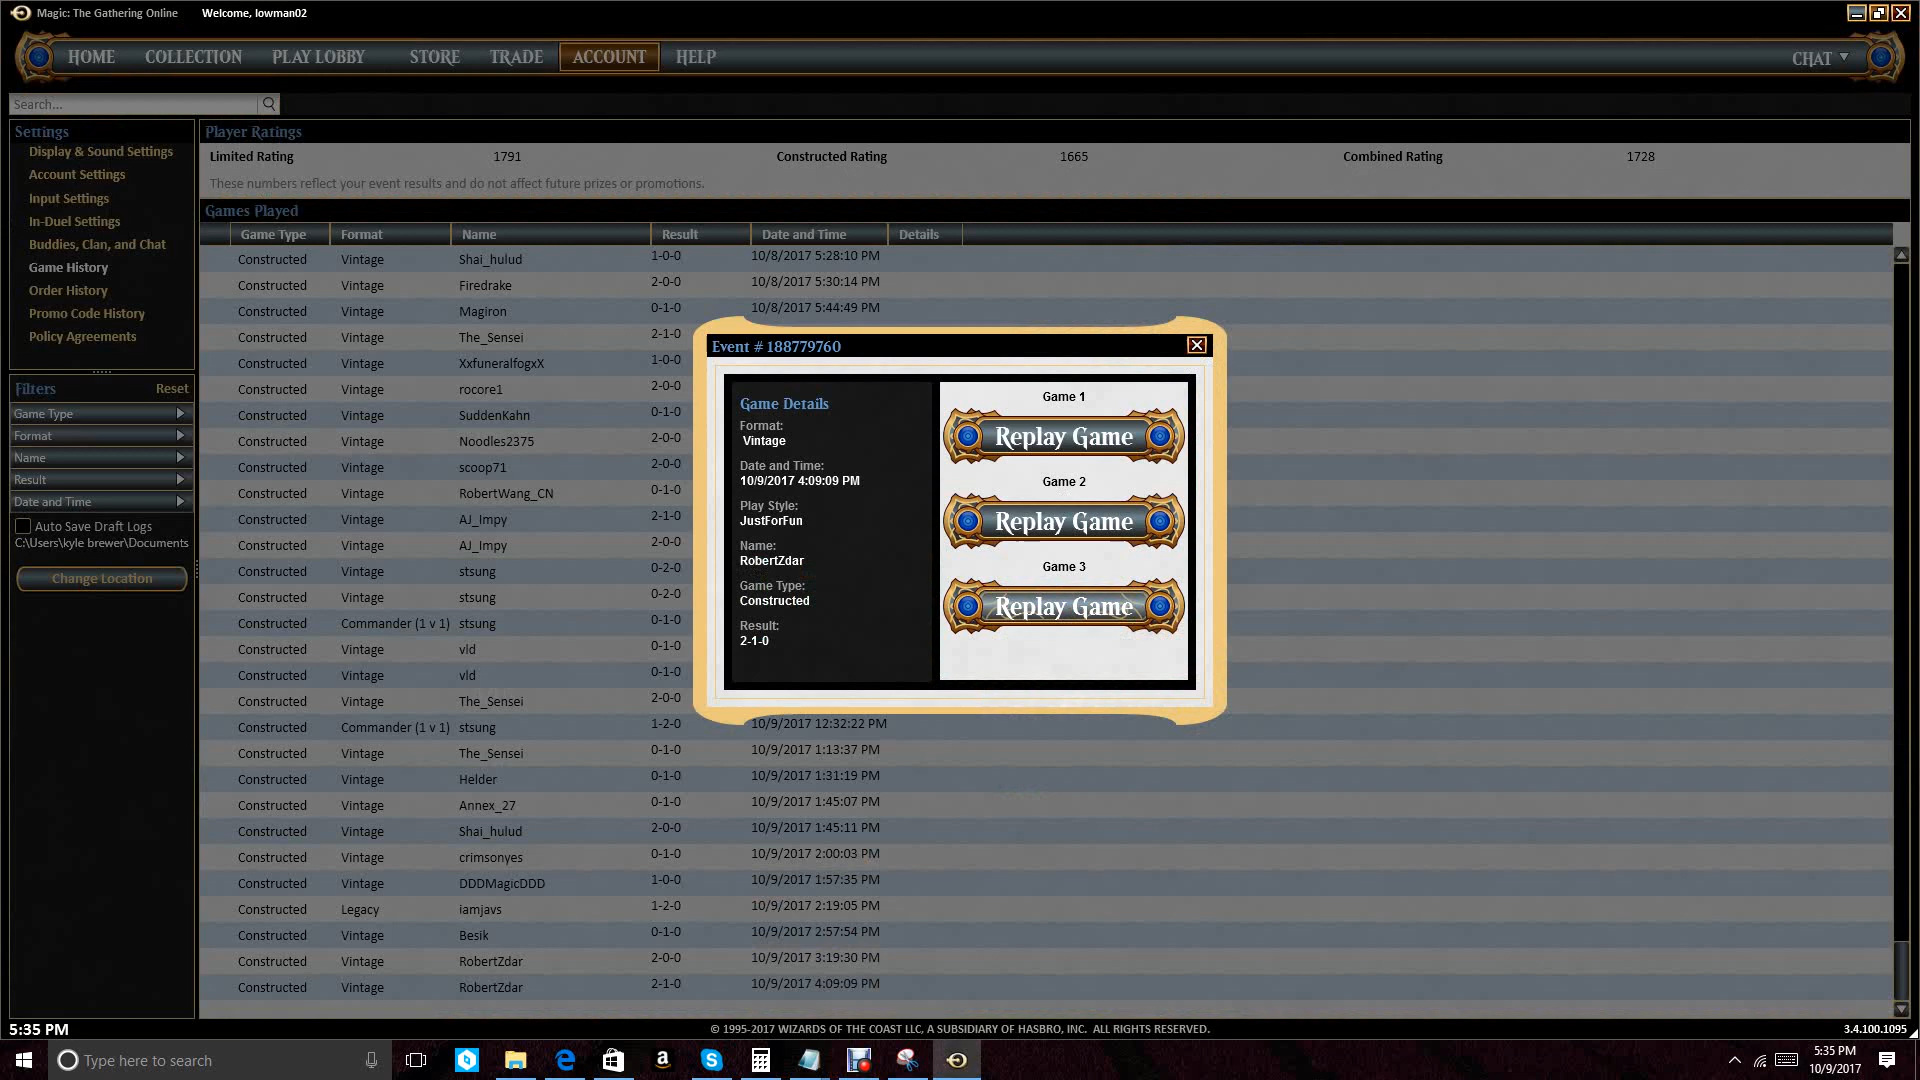 Magic: The Gathering Online Welcome, lowman02
HOME COLLECTION PLAY LOBBY STORE TRADE ACCOUNT HELP CHAT
Search...
Settings
Display & Sound Settings
Account Settings
Input Settings
In-Duel Settings
Buddies, Clan, and Chat
Game History
Order History
Promo Code History
Policy Agreements
Filters Reset
Game Type
Format
Name
Result
Date and Time
Auto Save Draft Logs
C:\Users\kyle brewer\Documents
Change Location
Player Ratings
Limited Rating 1791 Constructed Rating 1665 Combined Rating 1728
These numbers reflect your event results and do not affect future prizes or promotions.
Games Played
Game Type Format Name Result Date and Time Details
Constructed Vintage Shai_hulud 1-0-0 10/8/2017 5:28:10 PM
Constructed Vintage Firedrake 2-0-0 10/8/2017 5:30:14 PM
Constructed Vintage Magiron 0-1-0 10/8/2017 5:44:49 PM
Constructed Vintage The_Sensei 2-1-0
Constructed Vintage XxfuneralfogxX 1-0-0
Constructed Vintage rocore1 2-0-0
Constructed Vintage SuddenKahn 0-1-0
Constructed Vintage Noodles2375 2-0-0
Constructed Vintage scoop71 2-0-0
Constructed Vintage RobertWang_CN 0-1-0
Constructed Vintage AJ_Impy 2-1-0
Constructed Vintage AJ_Impy 2-0-0
Constructed Vintage stsung 0-2-0
Constructed Vintage stsung 0-2-0
Constructed Commander (1 v 1) stsung 0-1-0
Constructed Vintage vld 0-1-0
Constructed Vintage vld 0-1-0
Constructed Vintage The_Sensei 2-0-0
Constructed Commander (1 v 1) stsung 1-2-0 10/9/2017 12:32:22 PM
Constructed Vintage The_Sensei 0-1-0 10/9/2017 1:13:37 PM
Constructed Vintage Helder 0-1-0 10/9/2017 1:31:19 PM
Constructed Vintage Annex_27 0-1-0 10/9/2017 1:45:07 PM
Constructed Vintage Shai_hulud 2-0-0 10/9/2017 1:45:11 PM
Constructed Vintage crimsonyes 0-1-0 10/9/2017 2:00:03 PM
Constructed Vintage DDDMagicDDD 1-0-0 10/9/2017 1:57:35 PM
Constructed Legacy iamjavs 1-2-0 10/9/2017 2:19:05 PM
Constructed Vintage Besik 0-1-0 10/9/2017 2:57:54 PM
Constructed Vintage RobertZdar 2-0-0 10/9/2017 3:19:30 PM
Constructed Vintage RobertZdar 2-1-0 10/9/2017 4:09:09 PM
Event # 188779760
Game Details
Format:
Vintage
Date and Time:
10/9/2017 4:09:09 PM
Play Style:
JustForFun
Name:
RobertZdar
Game Type:
Constructed
Result:
2-1-0
Game 1
Replay Game
Game 2
Replay Game
Game 3
Replay Game
5:35 PM © 1995-2017 WIZARDS OF THE COAST LLC, A SUBSIDIARY OF HASBRO, INC. ALL RIGHTS RESERVED. 3.4.100.1095
Type here to search
5:35 PM
10/9/2017